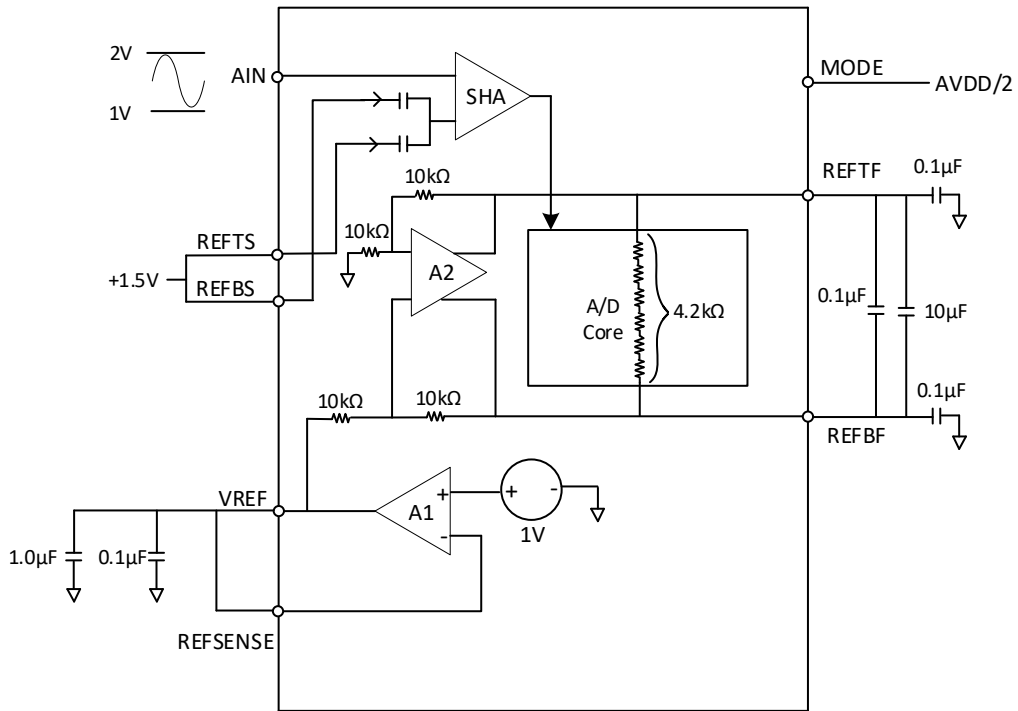 2V
1V
AIN
SHA
MODE
AVDD/2
10kΩ
REFTF
0.1µF
10kΩ
REFTS
+1.5V
REFBS
A2
A/D
Core
4.2kΩ
0.1µF
10µF
10kΩ
10kΩ
0.1µF
REFBF
VREF
A1
+
-
+
-
1V
1.0µF
0.1µF
REFSENSE